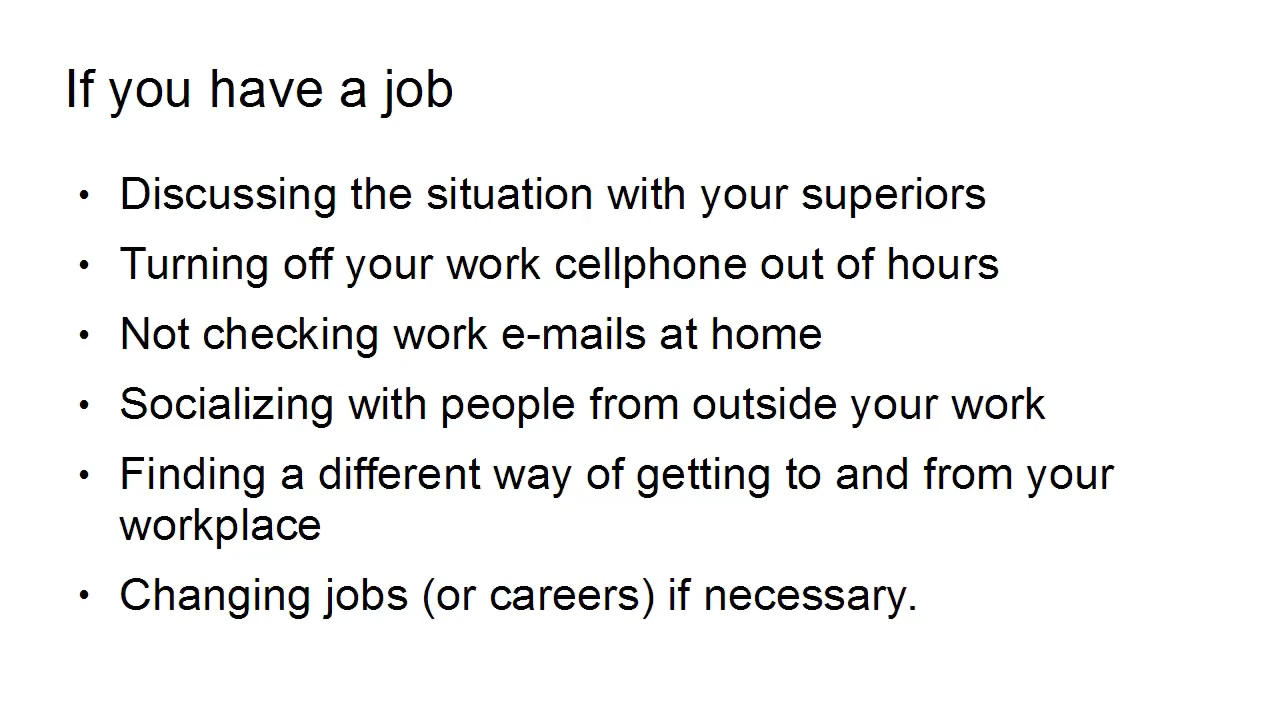 If you have a job
• Discussing the situation with your superiors
• Turning off your work cellphone out of hours
• Not checking work e-mails at home
• Socializing with people from outside your work
• Finding a different way of getting to and from your
workplace
• Changing jobs (or careers) if necessary.